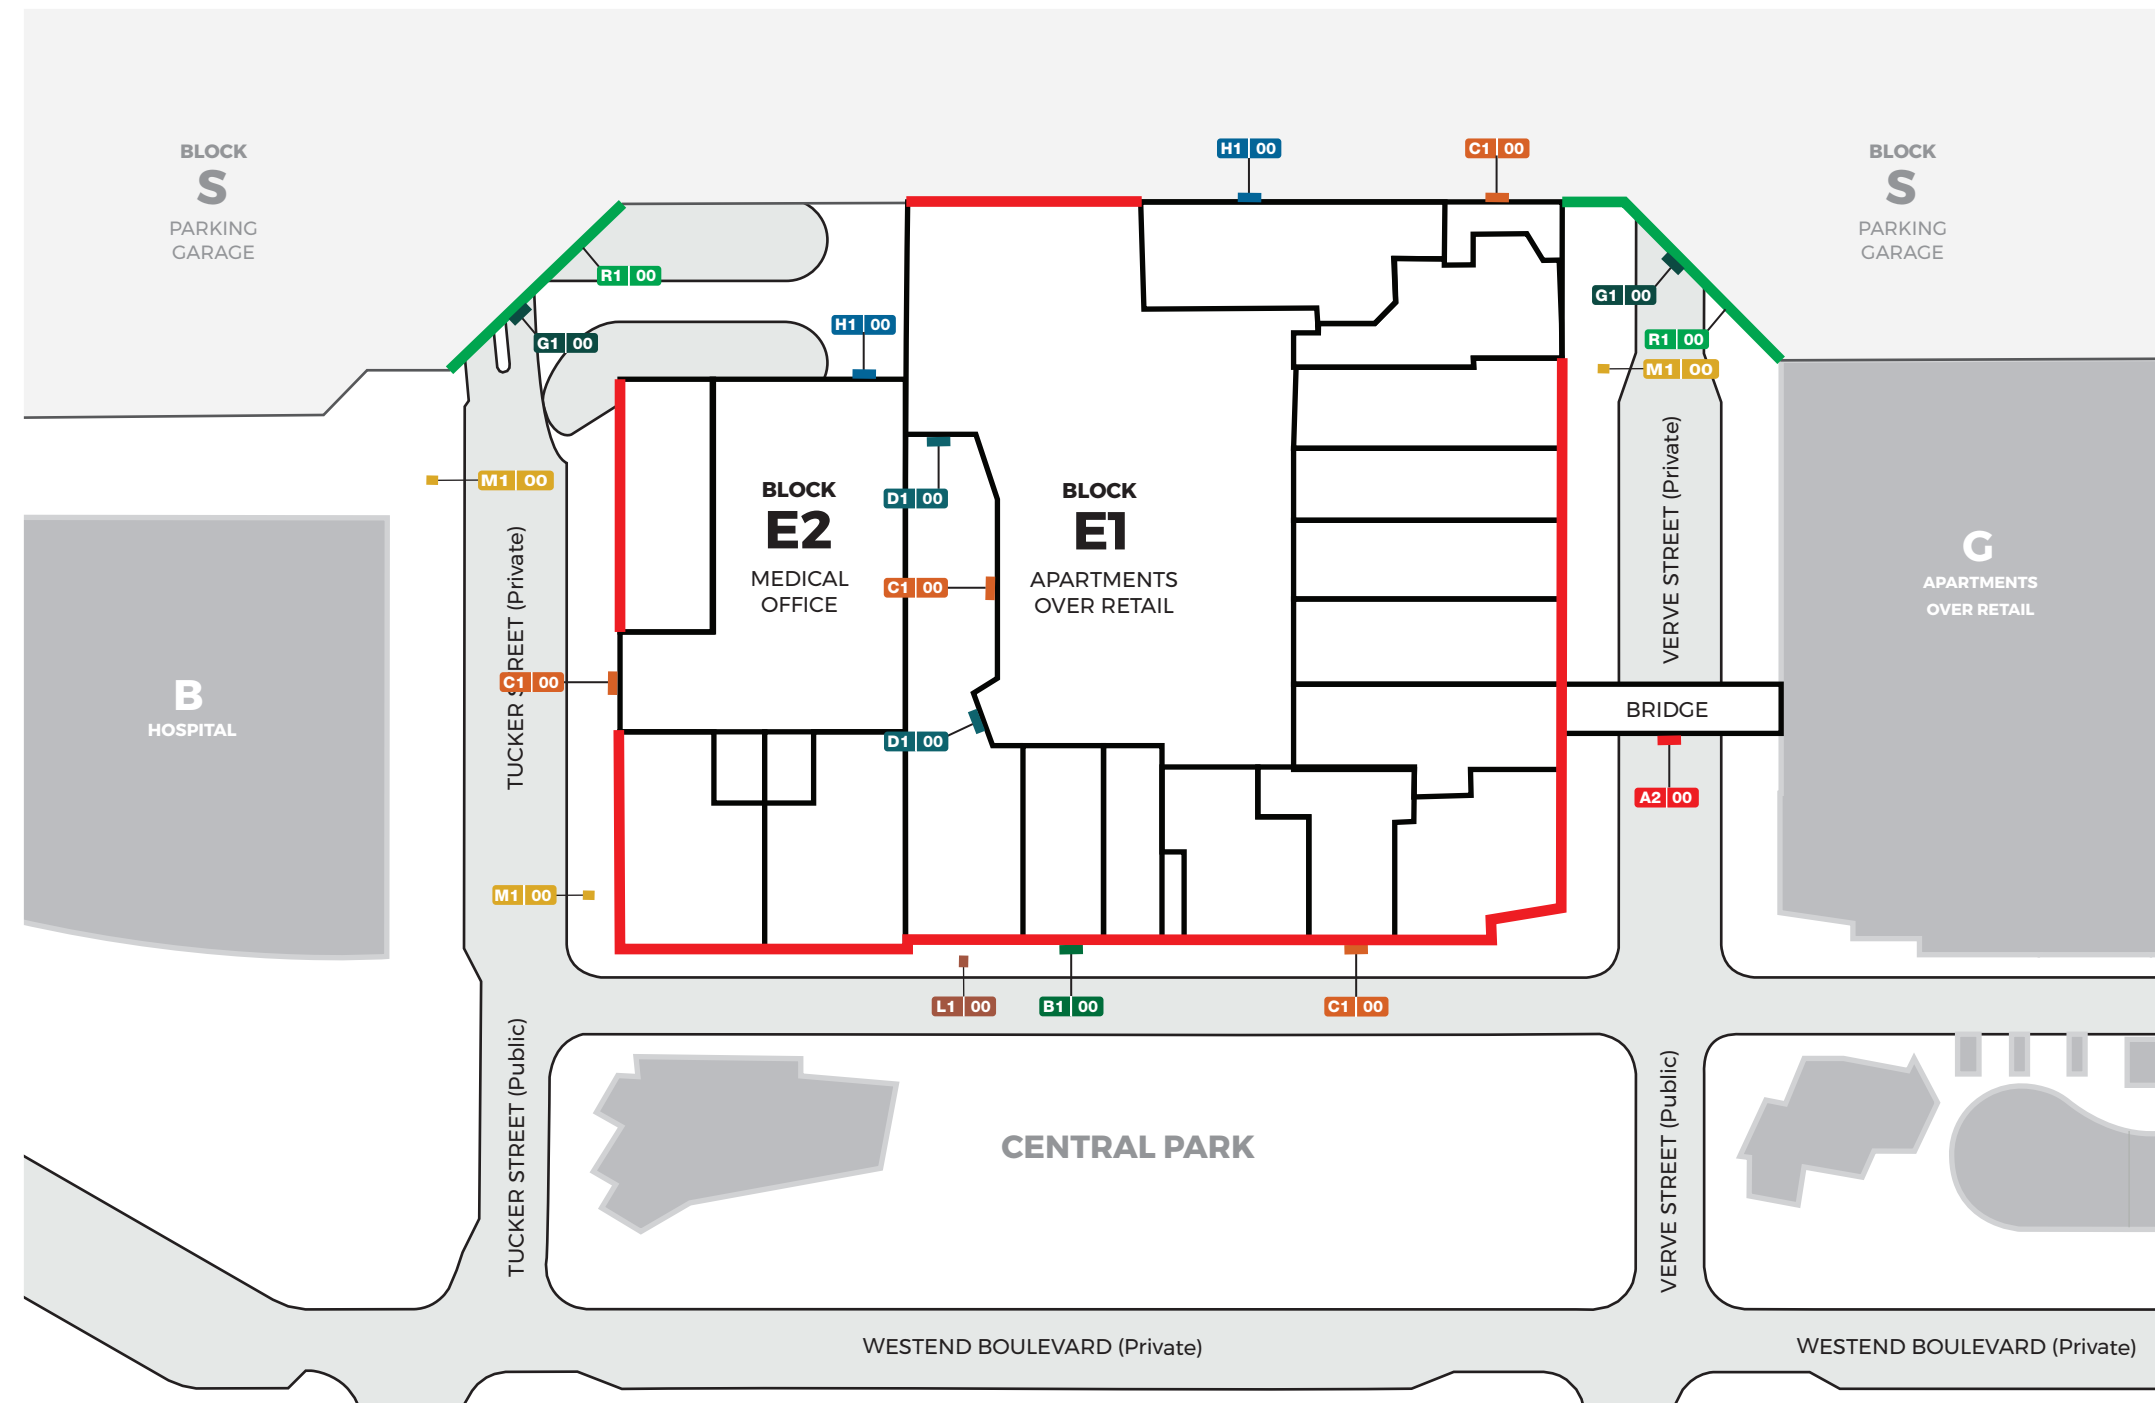 BLOCK
S
PARKING
GARAGE
H1 00
C1 00
BLOCK
S
PARKING
GARAGE
R1 00
G1 00
H1 00
G1 00
R1 00
M1 00
M1 00
TUCKER STREET (Private)
BLOCK
E2
MEDICAL
OFFICE
D1 00
C1 00
BLOCK
E1
APARTMENTS
OVER RETAIL
VERVE STREET (Private)
G
APARTMENTS
OVER RETAIL
B
HOSPITAL
C1 00
D1 00
BRIDGE
A2 00
M1 00
L1 00
B1 00
C1 00
TUCKER STREET (Public)
CENTRAL PARK
VERVE STREET (Public)
WESTEND BOULEVARD (Private)
WESTEND BOULEVARD (Private)